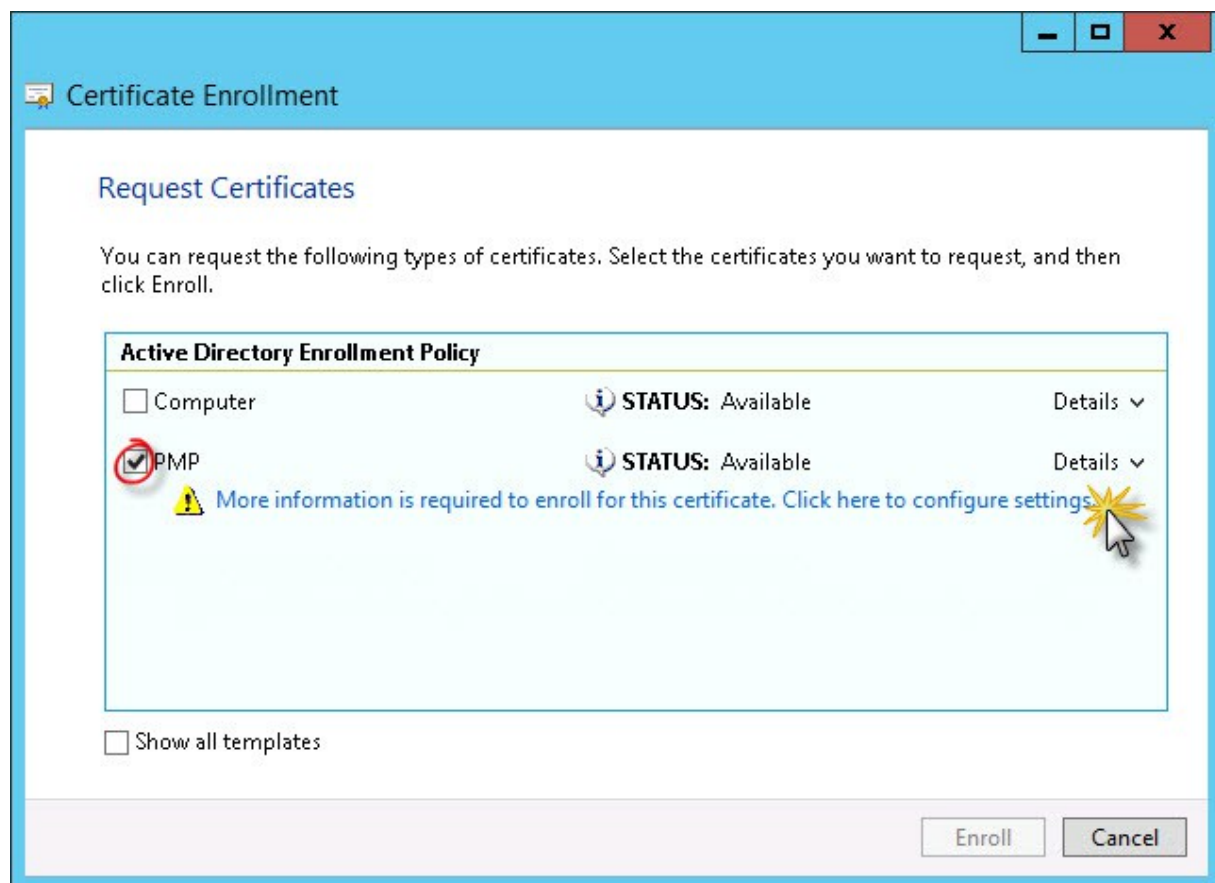 Certificate Enrollment
Request Certificates
You can request the following types of certificates. Select the certificates you want to request, and then
click Enroll.
Active Directory Enrollment Policy
Computer STATUS: Available Details
PMP STATUS: Available Details
More information is required to enroll for this certificate. Click here to configure settings.
Show all templates
Enroll Cancel